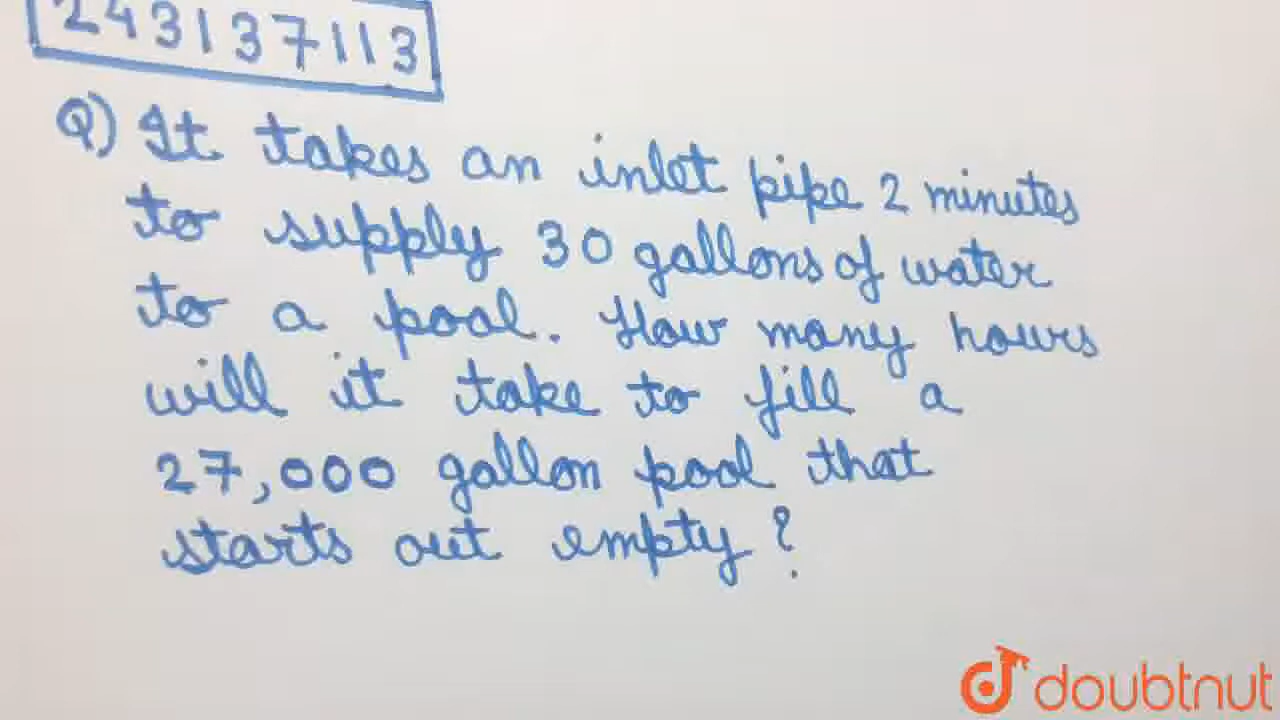 243137113
Q) It takes an inlet pipe 2 minutes
to supply 30 gallons of water
to a pool. How many hours
will it take to fill a
27,000 gallon pool that
starts out empty?
doubtnut